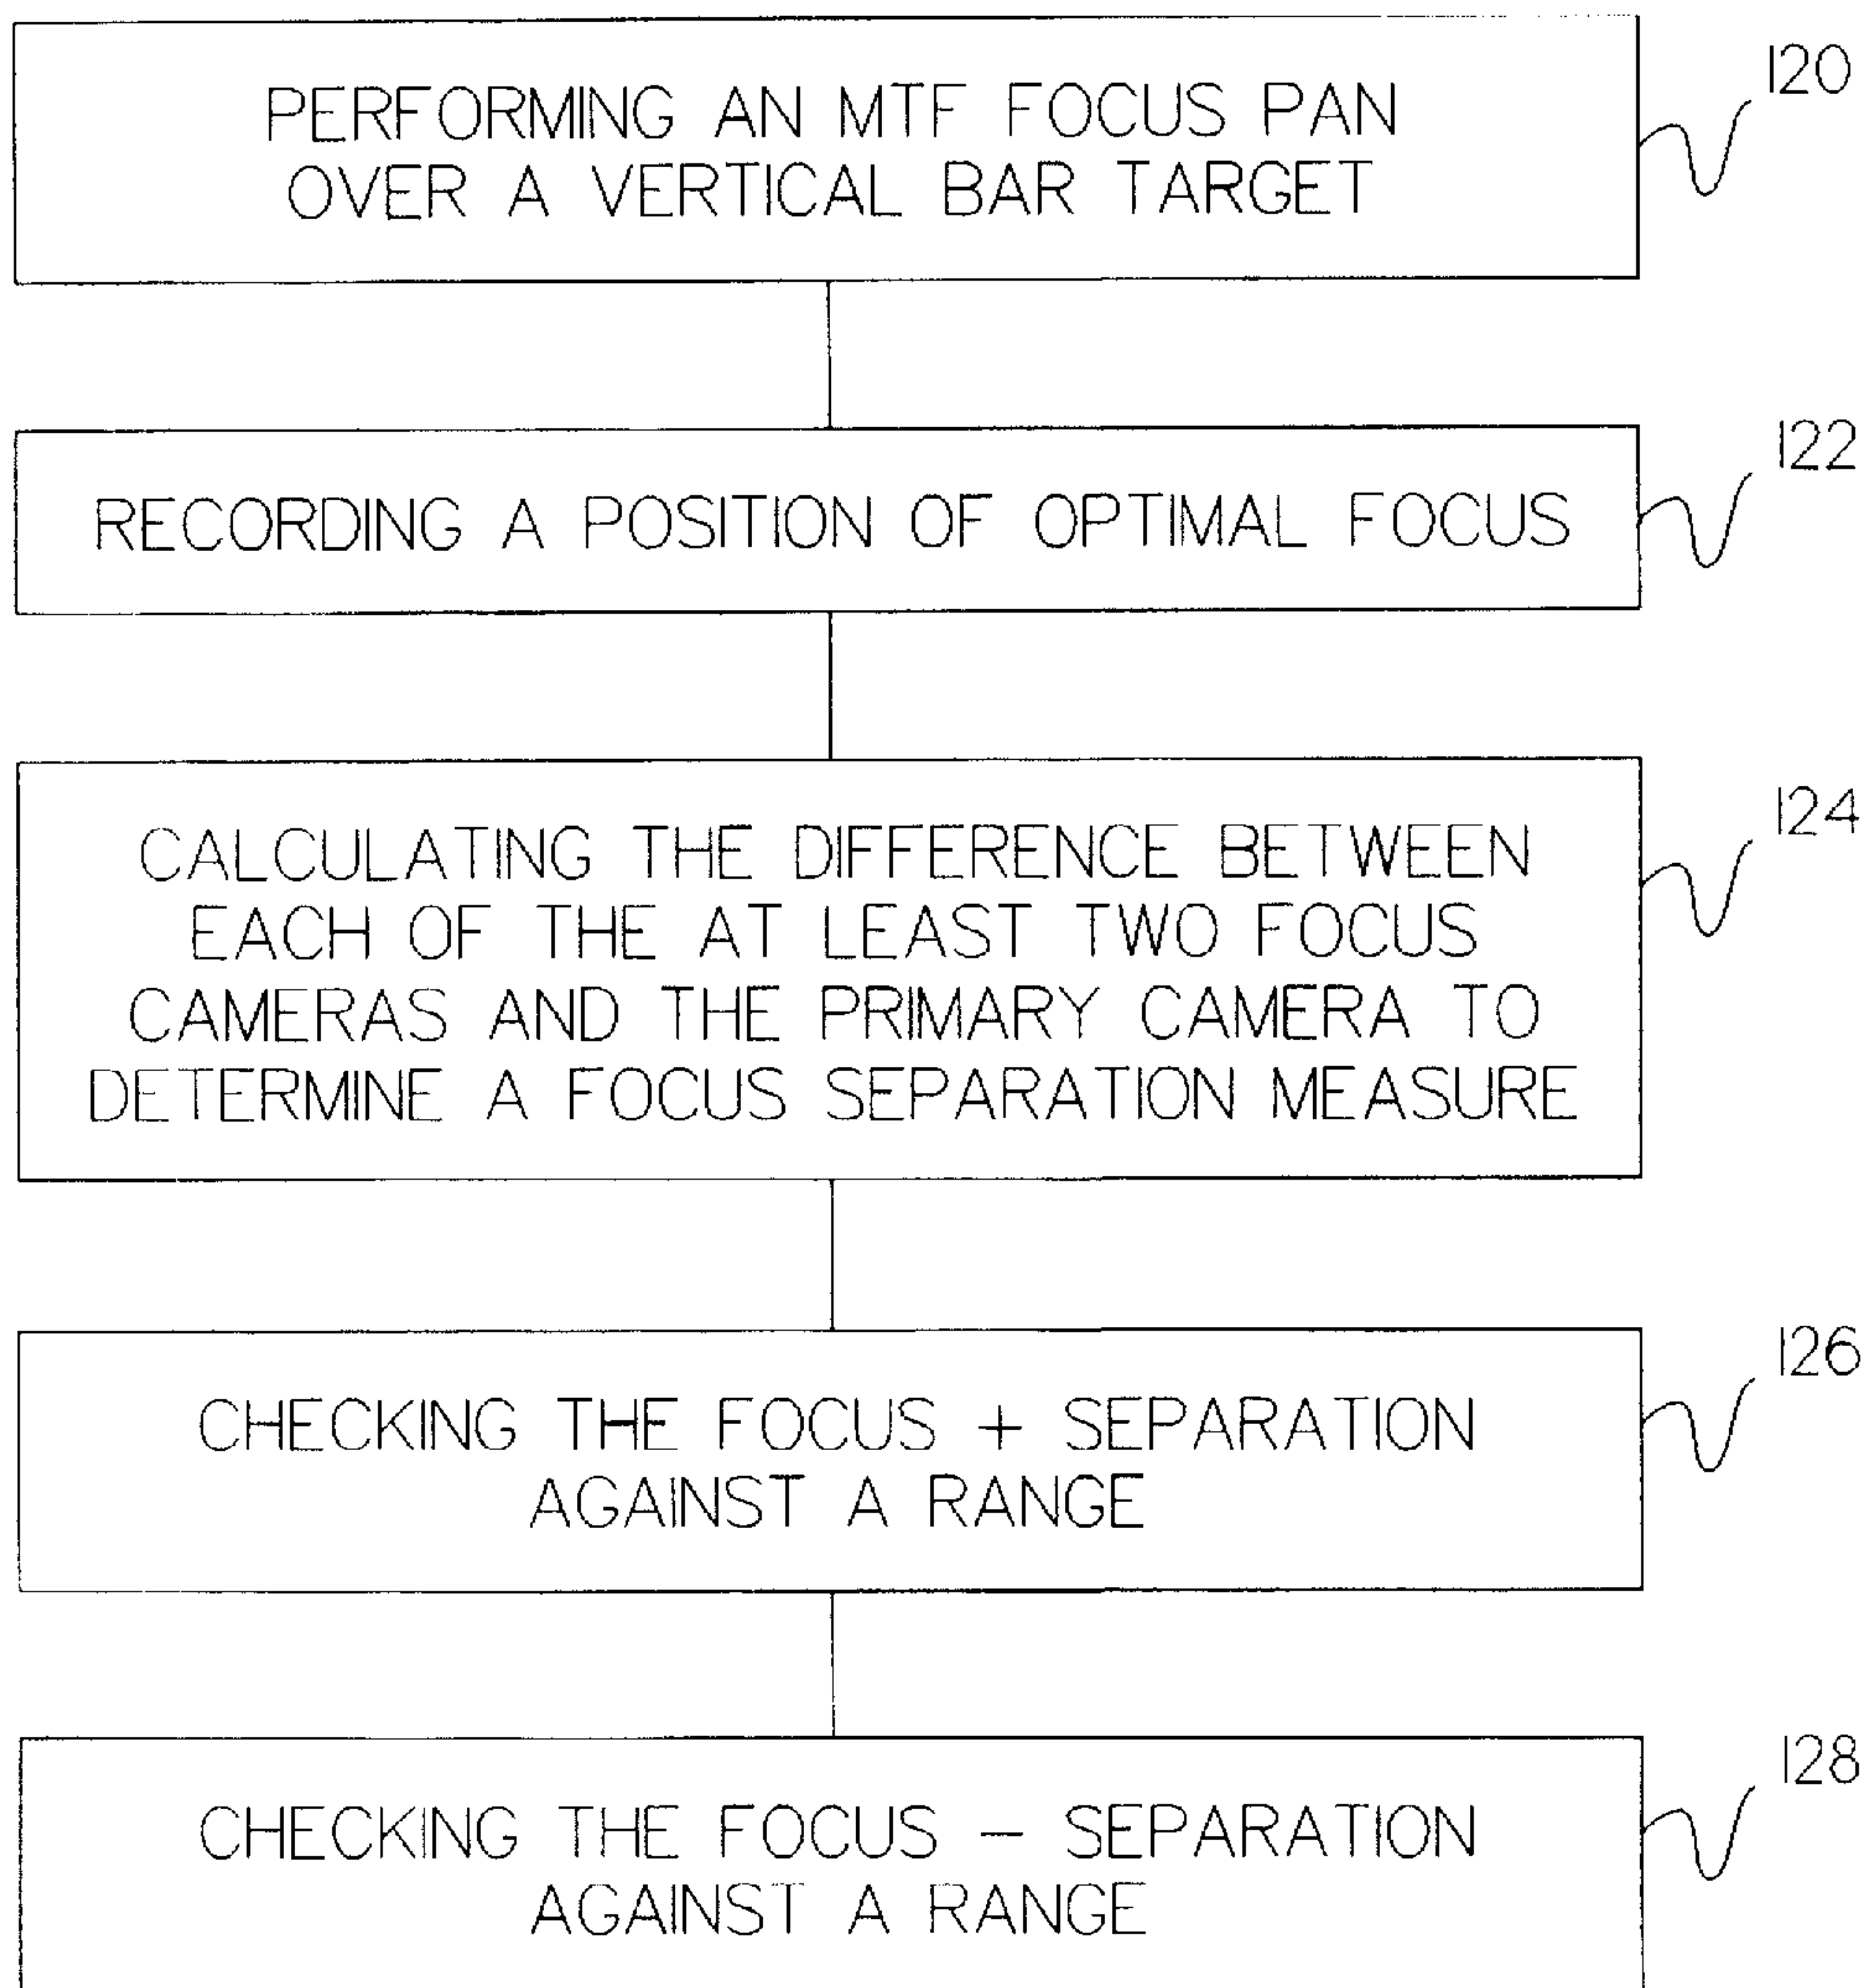 PERFORMING AN MTF FOCUS PAN
OVER A VERTICAL BAR TARGET
120
RECORDING A POSITION OF OPTIMAL FOCUS
122
CALCULATING THE DIFFERENCE BETWEEN
EACH OF THE AT LEAST TWO FOCUS
CAMERAS AND THE PRIMARY CAMERA TO
DETERMINE A FOCUS SEPARATION MEASURE
124
CHECKING THE FOCUS + SEPARATION
AGAINST A RANGE
126
CHECKING THE FOCUS – SEPARATION
AGAINST A RANGE
128